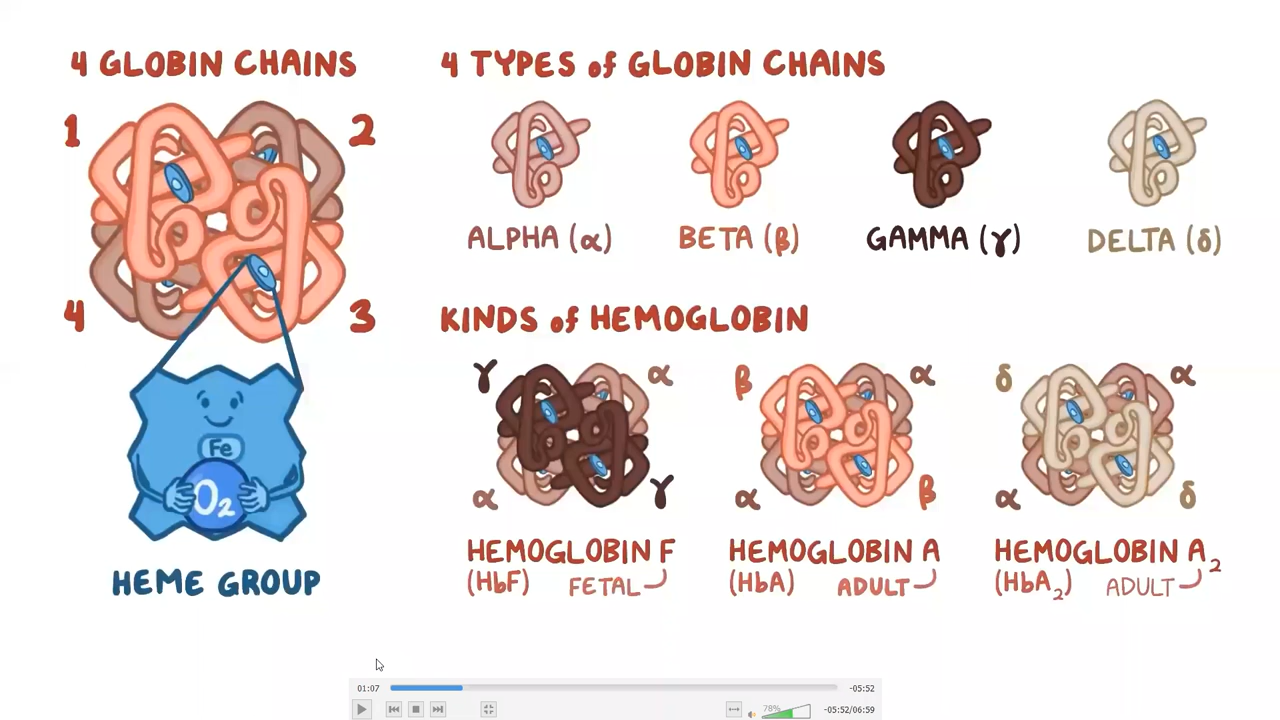 4 GLOBIN CHAINS
1
2
4
3
Fe
O2
HEME GROUP
4 TYPES of GLOBIN CHAINS
ALPHA (α)
BETA (β)
GAMMA (γ)
DELTA (δ)
KINDS of HEMOGLOBIN
γ α
α γ
HEMOGLOBIN F
(HbF) FETAL
β α
α β
HEMOGLOBIN A
(HbA) ADULT
δ α
α δ
HEMOGLOBIN A2
(HbA2) ADULT
01:07
-05:52
78%
-05:52/06:59